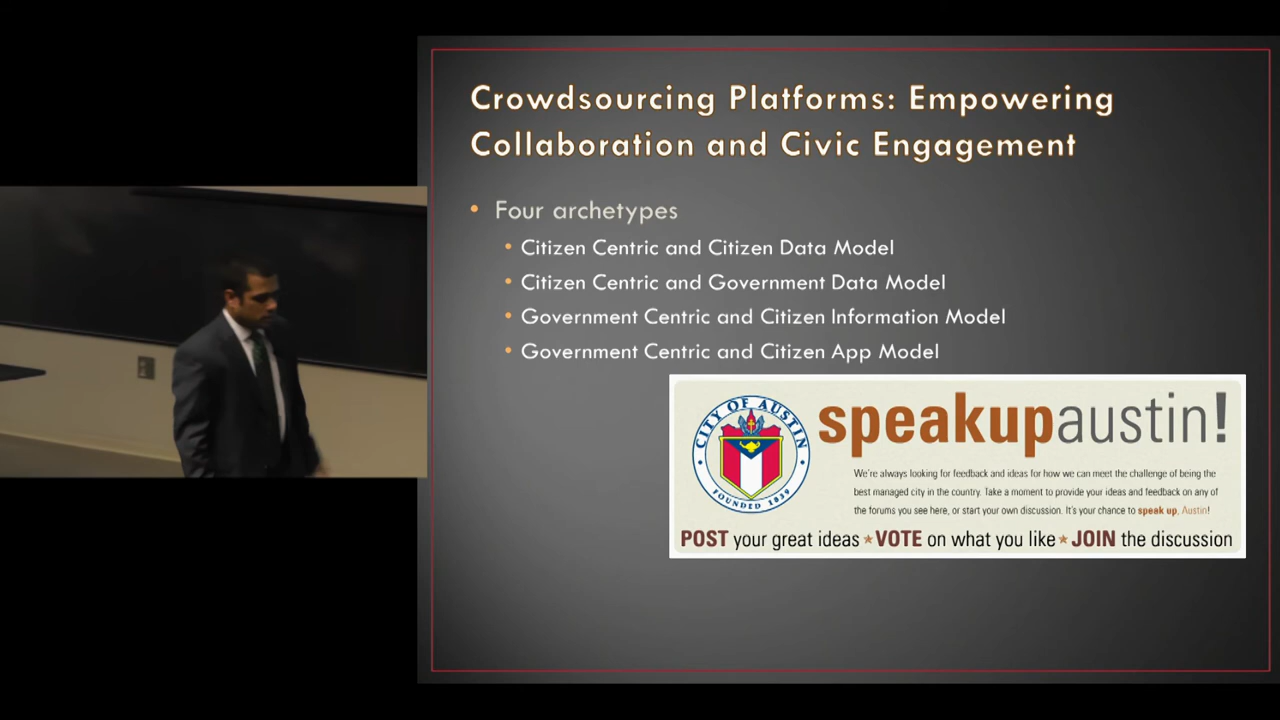 Crowdsourcing Platforms: Empowering
Collaboration and Civic Engagement
• Four archetypes
• Citizen Centric and Citizen Data Model
• Citizen Centric and Government Data Model
• Government Centric and Citizen Information Model
• Government Centric and Citizen App Model
CITY OF AUSTIN
FOUNDED 1839
speakupaustin!
We're always looking for feedback and ideas for how we can meet the challenge of being the
best managed city in the country. Take a moment to provide your ideas and feedback on any of
the forums you see here, or start your own discussion. It's your chance to speak up, Austin!
POST your great ideas ★ VOTE on what you like ★ JOIN the discussion